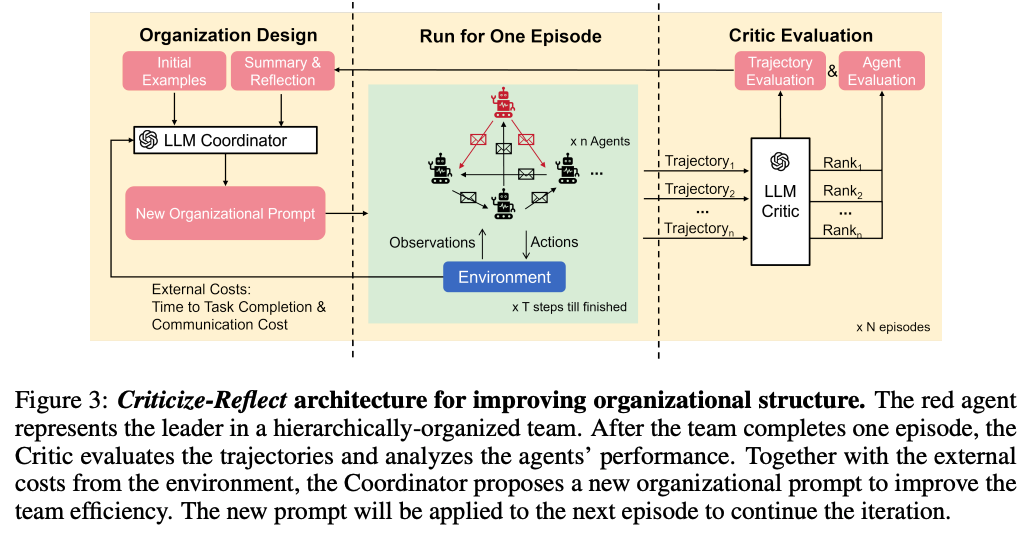 Organization Design
Initial
Examples
Summary &
Reflection
LLM Coordinator
New Organizational Prompt
External Costs:
Time to Task Completion &
Communication Cost
Run for One Episode
x n Agents
...
Observations
Actions
Environment
x T steps till finished
Critic Evaluation
Trajectory
Evaluation
&
Agent
Evaluation
Trajectory1
Trajectory2
...
Trajectoryn
LLM
Critic
Rank1
Rank2
...
Rankn
x N episodes
Figure 3: Criticize-Reflect architecture for improving organizational structure. The red agent
represents the leader in a hierarchically-organized team. After the team completes one episode, the
Critic evaluates the trajectories and analyzes the agents’ performance. Together with the external
costs from the environment, the Coordinator proposes a new organizational prompt to improve the
team efficiency. The new prompt will be applied to the next episode to continue the iteration.